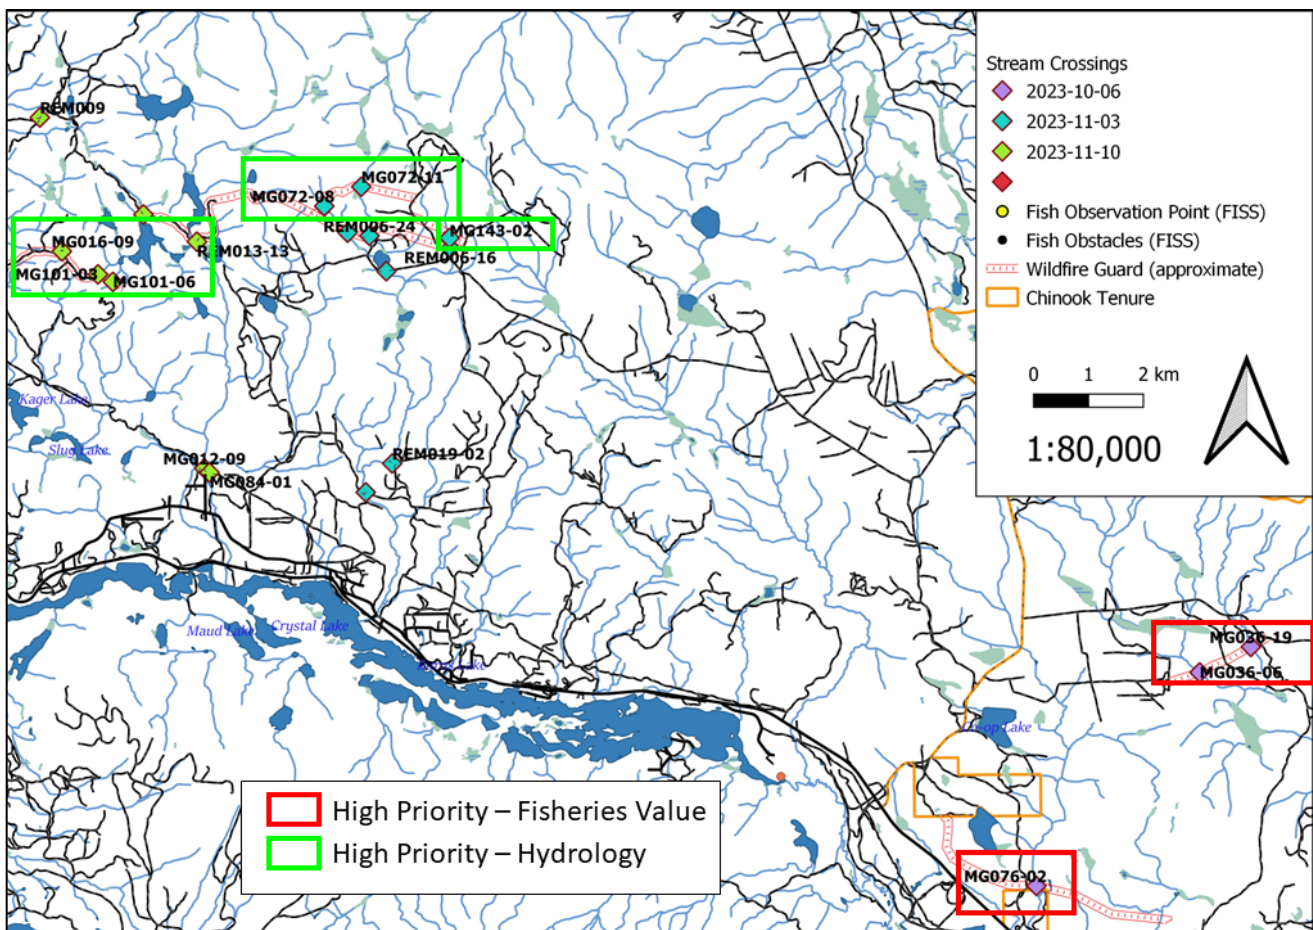 Stream Crossings
2023-10-06
2023-11-03
2023-11-10
Fish Observation Point (FISS)
Fish Obstacles (FISS)
Wildfire Guard (approximate)
Chinook Tenure
0 1 2 km
1:80,000
REM009
MG072-11
MG072-08
REM006-24
MG143-02
MG016-09
REM013-13
REM006-16
MG101-03
MG101-06
Kager Lake
Slug Lake
REM019-02
MG012-09
MG084-01
Maud Lake
Crystal Lake
Lake
MG036-19
MG036-06
Co-op Lake
MG076-02
High Priority – Fisheries Value
High Priority – Hydrology